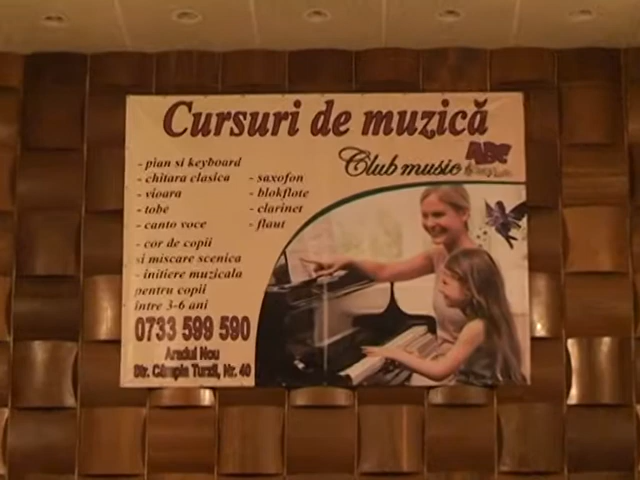 Cursuri de muzică
Club music ABC
- pian si keyboard
- chitara clasica
- vioara
- tobe
- canto voce
- saxofon
- blokflote
- clarinet
- flaut
- cor de copii
si miscare scenica
- initiere muzicala
pentru copii
intre 3-6 ani
0733 599 590
Aradul Nou
Str. Câmpia Turzii, Nr. 40